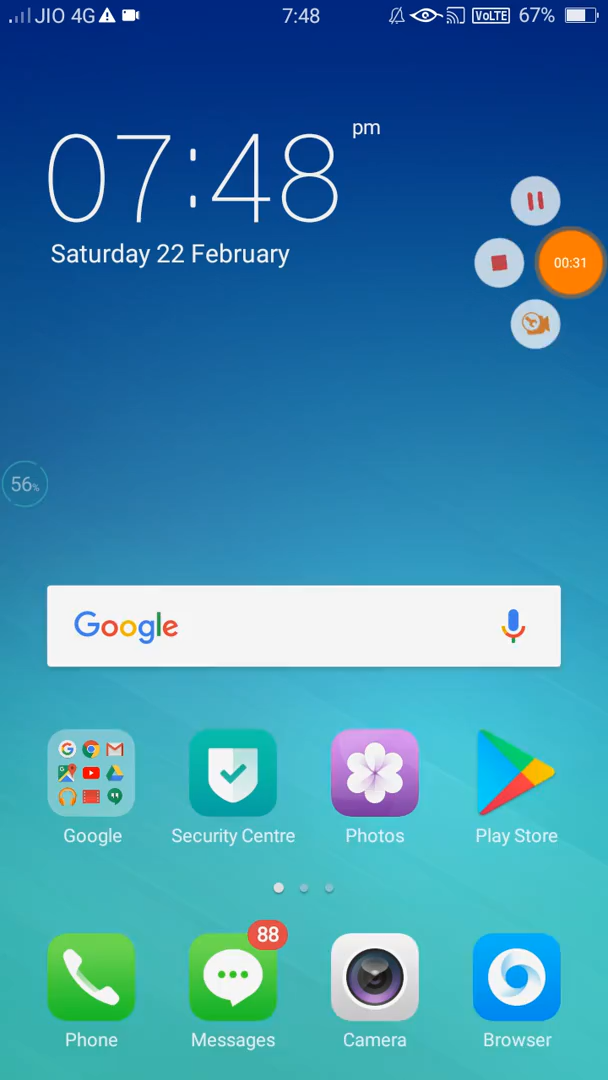 JIO 4G 7:48 VoLTE 67%
07:48 pm
Saturday 22 February
00:31
56%
Google
Google Security Centre Photos Play Store
88
Phone Messages Camera Browser